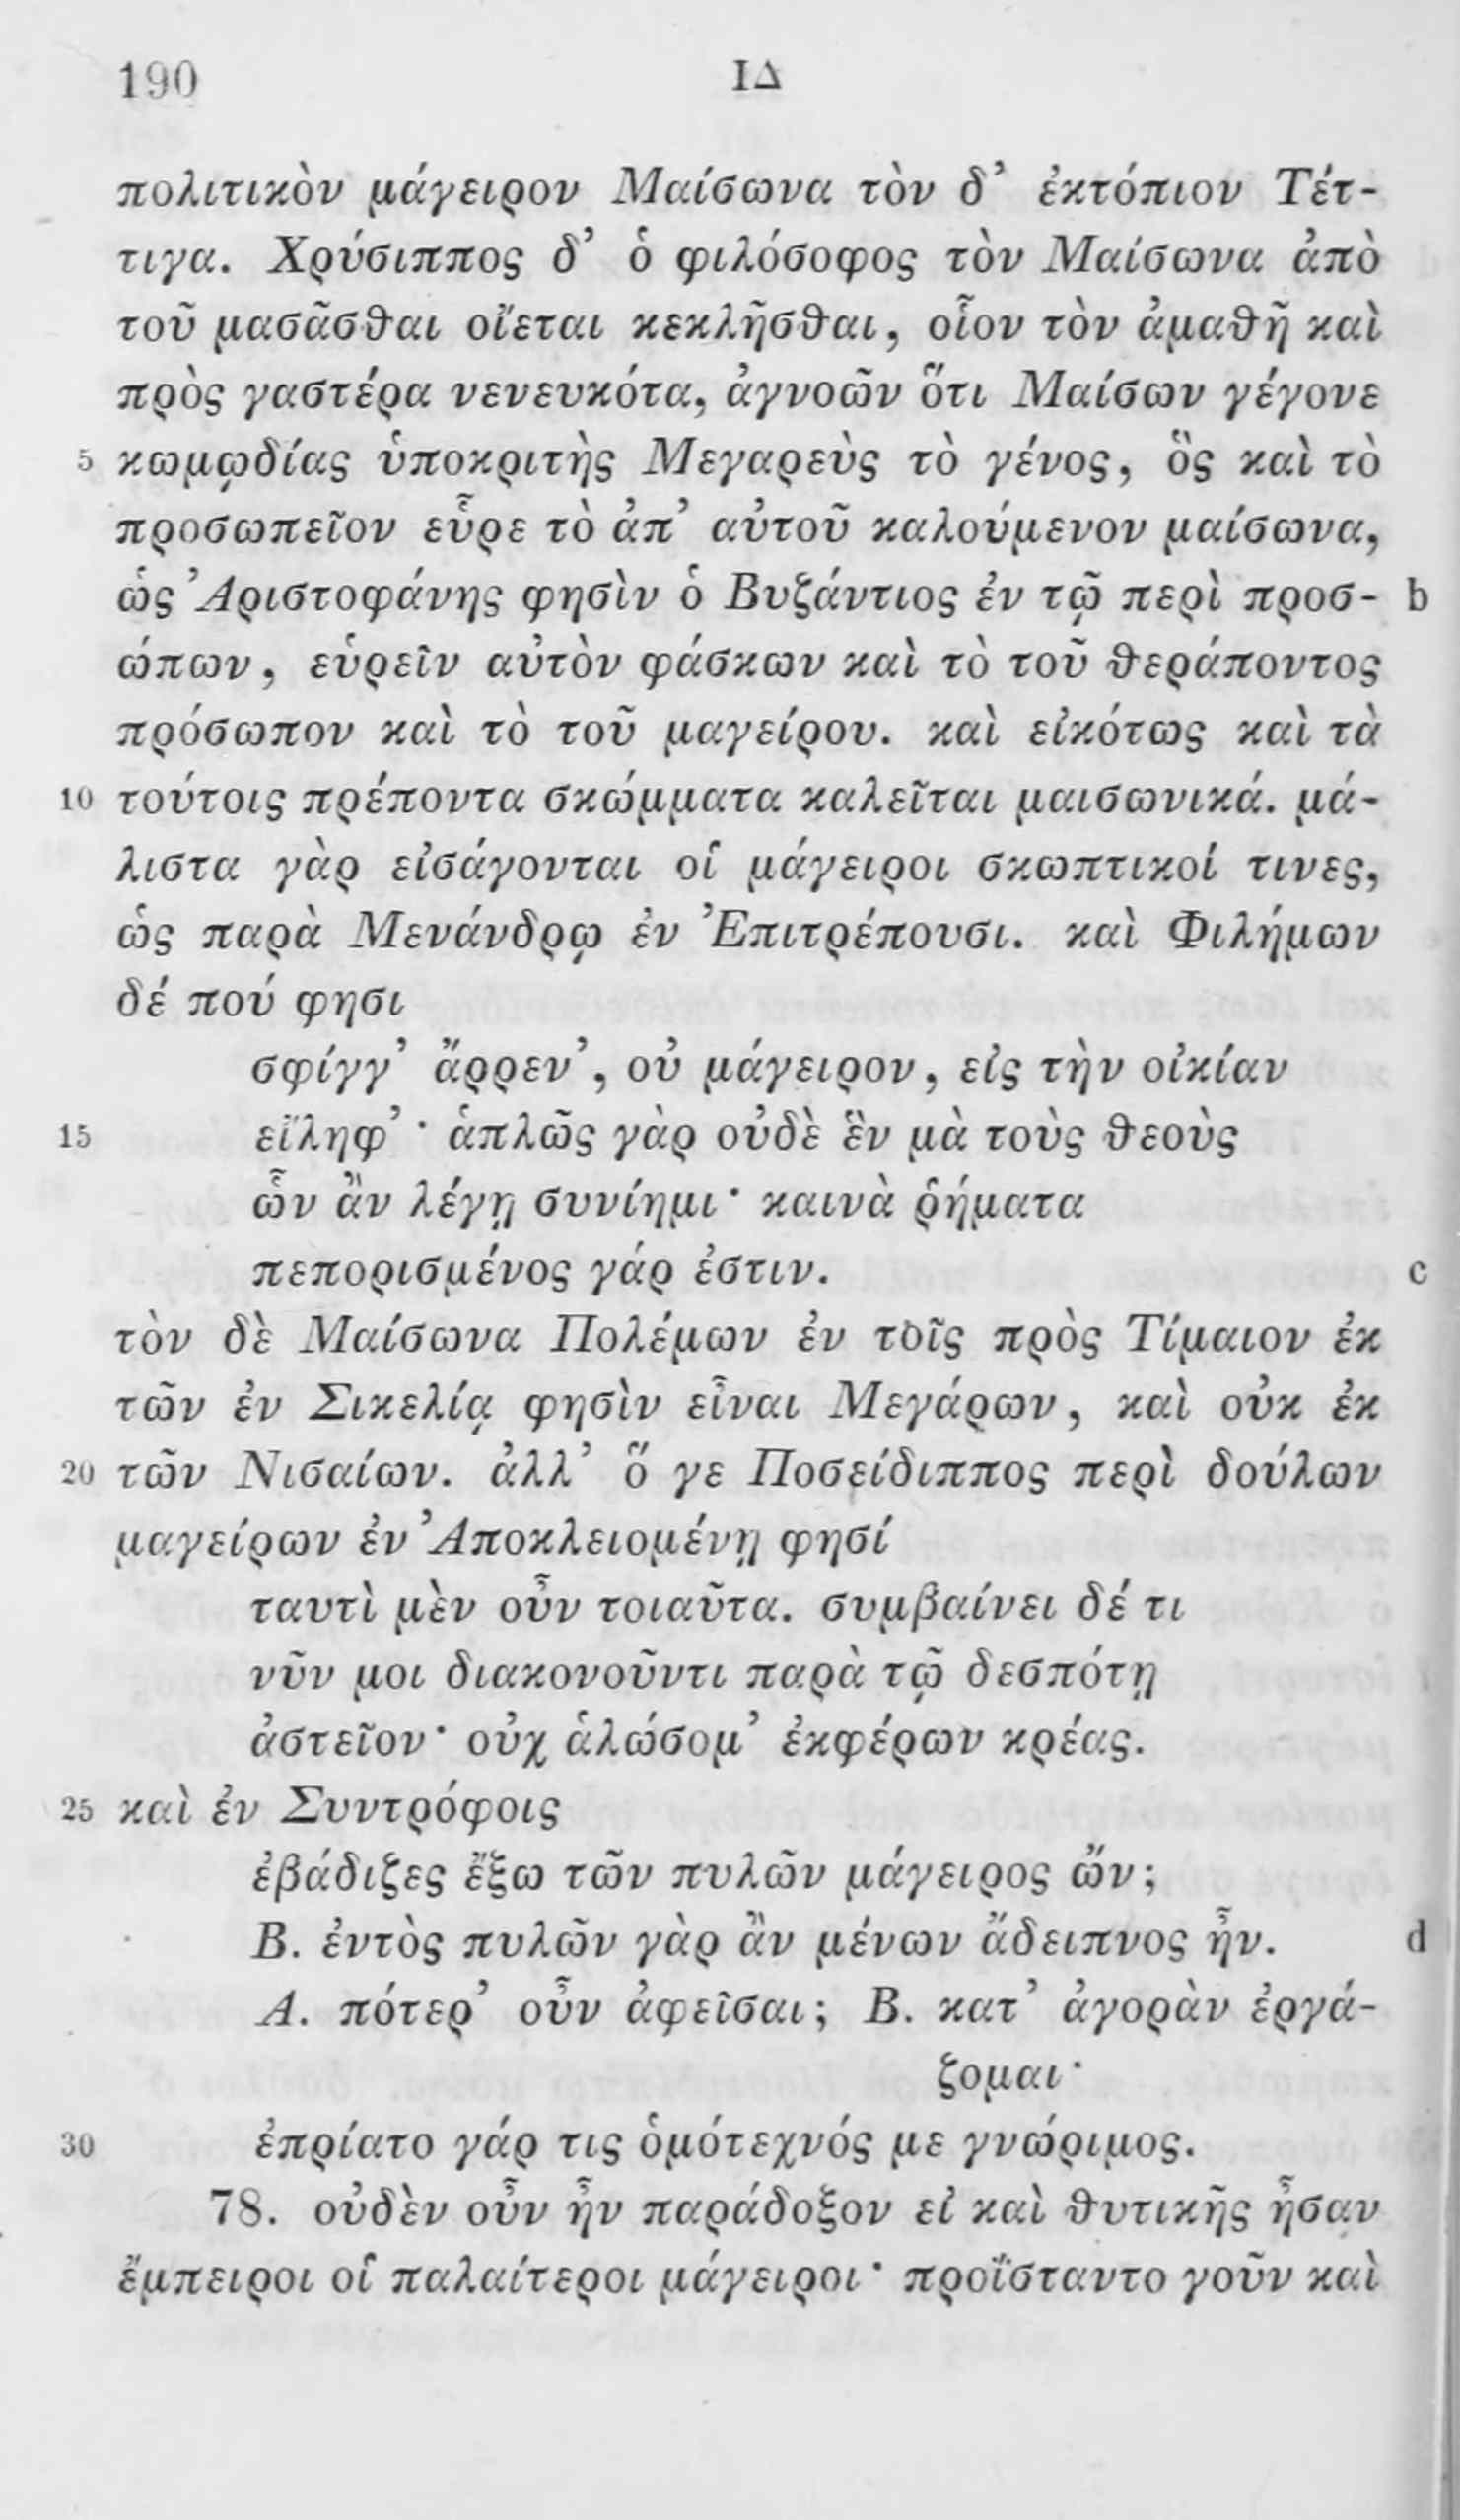 190 ΙΔ
πολιτικὸν μάγειρον Μαίσωνα τὸν δ’ ἐκτόπιον Τέτ-
τιγα. Χρύσιππος δ’ ὁ φιλόσοφος τὸν Μαίσωνα ἀπὸ
τοῦ μασᾶσθαι οἴεται κεκλῆσθαι, οἷον τὸν ἀμαθῆ καὶ
πρὸς γαστέρα νενευκότα, ἀγνοῶν ὅτι Μαίσων γέγονε
5 κωμῳδίας ὑποκριτὴς Μεγαρεὺς τὸ γένος, ὃς καὶ τὸ
προσωπεῖον εὗρε τὸ ἀπ’ αὐτοῦ καλούμενον μαίσωνα,
ὡς Ἀριστοφάνης φησὶν ὁ Βυζάντιος ἐν τῷ περὶ προσ- b
ώπων, εὑρεῖν αὐτὸν φάσκων καὶ τὸ τοῦ θεράποντος
πρόσωπον καὶ τὸ τοῦ μαγείρου. καὶ εἰκότως καὶ τὰ
10 τούτοις πρέποντα σκώμματα καλεῖται μαισωνικά. μά-
λιστα γὰρ εἰσάγονται οἱ μάγειροι σκωπτικοί τινες,
ὡς παρὰ Μενάνδρῳ ἐν Ἐπιτρέπουσι. καὶ Φιλήμων
δέ πού φησι
σφίγγ’ ἄρρεν’, οὐ μάγειρον, εἰς τὴν οἰκίαν
15 εἴληφ’· ἁπλῶς γὰρ οὐδὲ ἓν μὰ τοὺς θεοὺς
ὧν ἂν λέγῃ συνίημι· καινὰ ῥήματα
πεπορισμένος γάρ ἐστιν. c
τὸν δὲ Μαίσωνα Πολέμων ἐν τοῖς πρὸς Τίμαιον ἐκ
τῶν ἐν Σικελίᾳ φησὶν εἶναι Μεγάρων, καὶ οὐκ ἐκ
20 τῶν Νισαίων. ἀλλ’ ὅ γε Ποσείδιππος περὶ δούλων
μαγείρων ἐν Ἀποκλειομένῃ φησί
ταυτὶ μὲν οὖν τοιαῦτα. συμβαίνει δέ τι
νῦν μοι διακονοῦντι παρὰ τῷ δεσπότῃ
ἀστεῖον· οὐχ ἁλώσομ’ ἐκφέρων κρέας.
25 καὶ ἐν Συντρόφοις
ἐβάδιζες ἔξω τῶν πυλῶν μάγειρος ὤν;
Β. ἐντὸς πυλῶν γὰρ ἂν μένων ἄδειπνος ἦν. d
Α. πότερ’ οὖν ἀφεῖσαι; Β. κατ’ ἀγορὰν ἐργά-
ζομαι·
30 ἐπρίατο γάρ τις ὁμότεχνός με γνώριμος.
78. οὐδὲν οὖν ἦν παράδοξον εἰ καὶ θυτικῆς ἦσαν
ἔμπειροι οἱ παλαίτεροι μάγειροι· προΐσταντο γοῦν καὶ